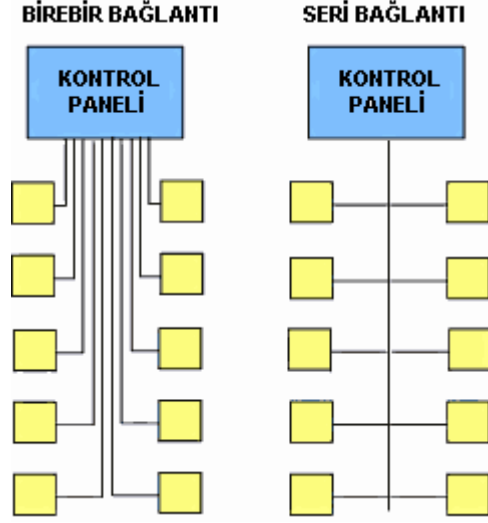 BİREBİR BAĞLANTI
SERİ BAĞLANTI
KONTROL
PANELİ
KONTROL
PANELİ